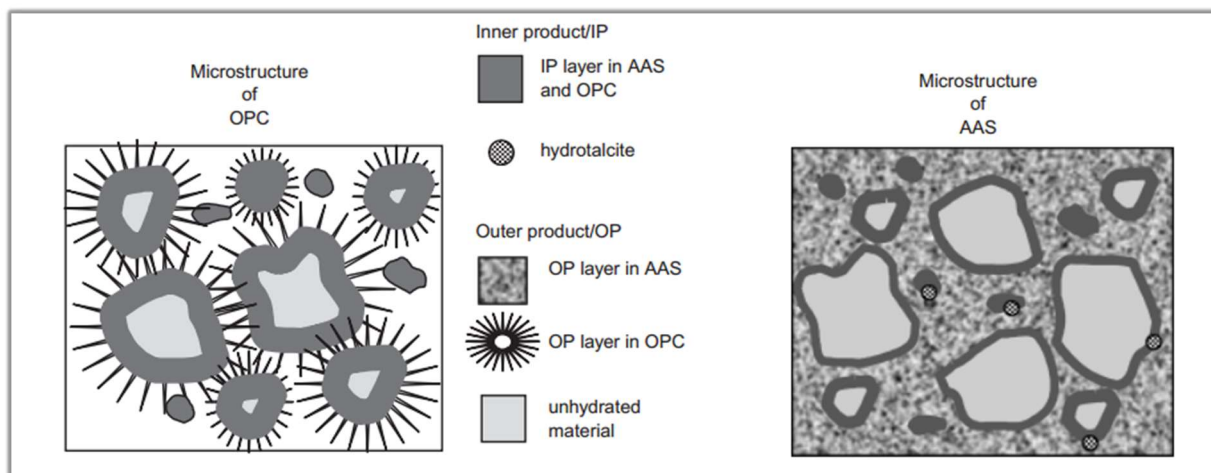 Microstructure
of
OPC
Inner product/IP
IP layer in AAS
and OPC
hydrotalcite
Outer product/OP
OP layer in AAS
OP layer in OPC
unhydrated
material
Microstructure
of
AAS